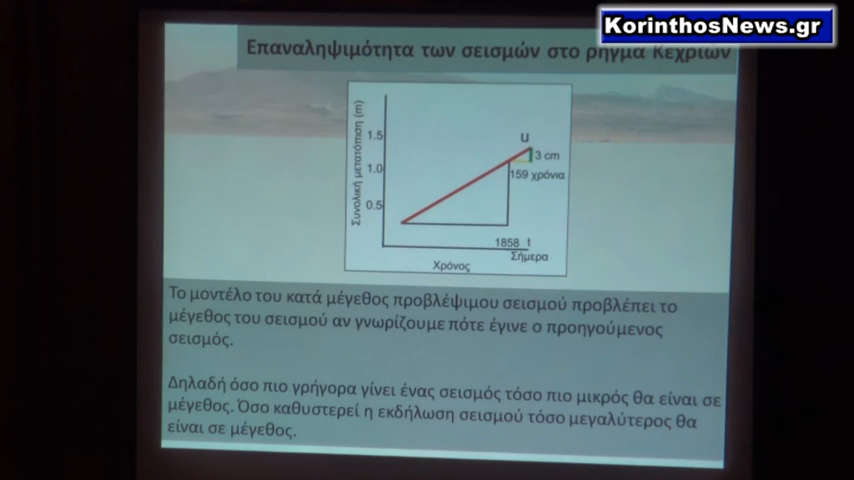 KorinthosNews.gr
Επαναληψιμότητα των σεισμών στο ρήγμα Κεχριών
Συνολική μετατόπιση (m)
1.5
1.0
0.5
u
3 cm
159 χρόνια
1858 t
Σήμερα
Χρόνος
Το μοντέλο του κατά μέγεθος προβλέψιμου σεισμού προβλέπει το
μέγεθος του σεισμού αν γνωρίζουμε πότε έγινε ο προηγούμενος
σεισμός.
Δηλαδή όσο πιο γρήγορα γίνει ένας σεισμός τόσο πιο μικρός θα είναι σε
μέγεθος. Όσο καθυστερεί η εκδήλωση σεισμού τόσο μεγαλύτερος θα
είναι σε μέγεθος.